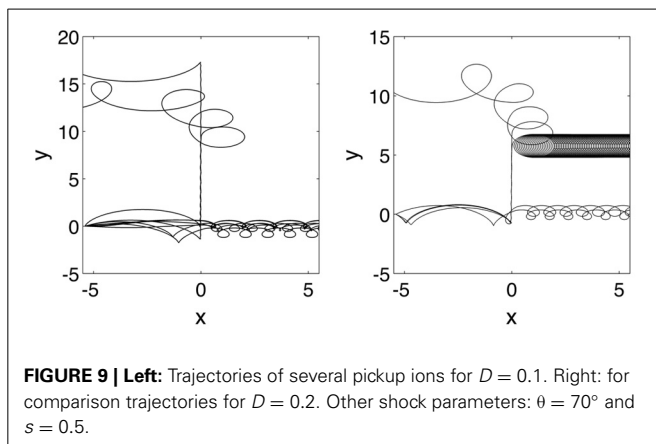 20
15
10
5
0
-5
y
-5
0
5
x
15
10
5
0
-5
y
-5
0
5
x
FIGURE 9 | Left: Trajectories of several pickup ions for D = 0.1. Right: for
comparison trajectories for D = 0.2. Other shock parameters: θ = 70° and
s = 0.5.